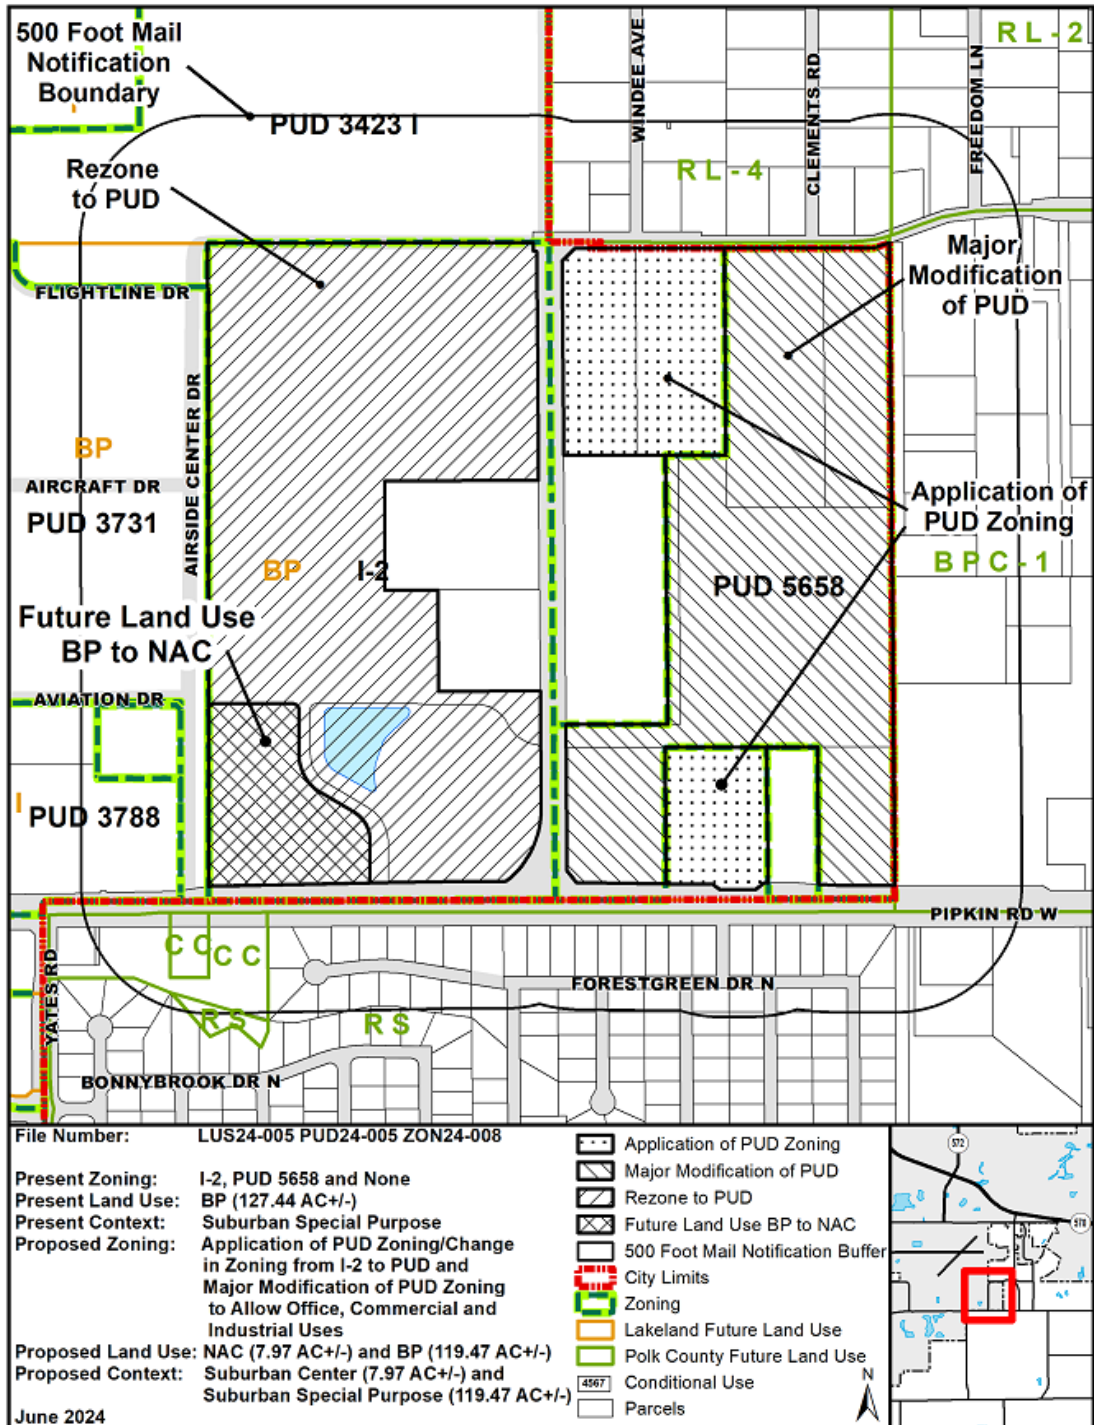 500 Foot Mail
Notification
Boundary
PUD 3423 I
Rezone
to PUD
WINDEE AVE
CLEMENTS RD
FREEDOM LN
RL-2
RL-4
Major
Modification
of PUD
FLIGHTLINE DR
AIRSIDE CENTER DR
BP
AIRCRAFT DR
PUD 3731
BP
I-2
Application of
PUD Zoning
PUD 5658
BPC-1
Future Land Use
BP to NAC
AVIATION DR
I
PUD 3788
PIPKIN RD W
YATES RD
CC
CC
RS
RS
FORESTGREEN DR N
BONNYBROOK DR N
File Number: LUS24-005 PUD24-005 ZON24-008
Present Zoning: I-2, PUD 5658 and None
Present Land Use: BP (127.44 AC+/-)
Present Context: Suburban Special Purpose
Proposed Zoning: Application of PUD Zoning/Change
in Zoning from I-2 to PUD and
Major Modification of PUD Zoning
to Allow Office, Commercial and
Industrial Uses
Proposed Land Use: NAC (7.97 AC+/-) and BP (119.47 AC+/-)
Proposed Context: Suburban Center (7.97 AC+/-) and
Suburban Special Purpose (119.47 AC+/-)
June 2024
Application of PUD Zoning
Major Modification of PUD
Rezone to PUD
Future Land Use BP to NAC
500 Foot Mail Notification Buffer
City Limits
Zoning
Lakeland Future Land Use
Polk County Future Land Use
4567 Conditional Use
Parcels
N
572
570